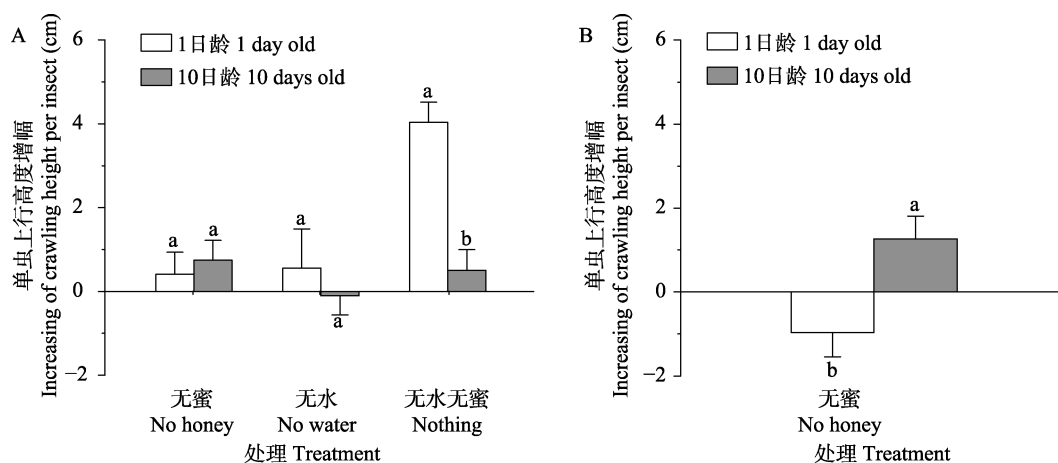 A
单虫上行高度增幅
Increasing of crawling height per insect (cm)
6
4
2
0
−2
1日龄 1 day old
10日龄 10 days old
a
a
a
a
a
b
无蜜
No honey
无水
No water
无水无蜜
Nothing
处理 Treatment
B
单虫上行高度增幅
Increasing of crawling height per insect (cm)
6
4
2
0
−2
1日龄 1 day old
10日龄 10 days old
a
b
无蜜
No honey
处理 Treatment